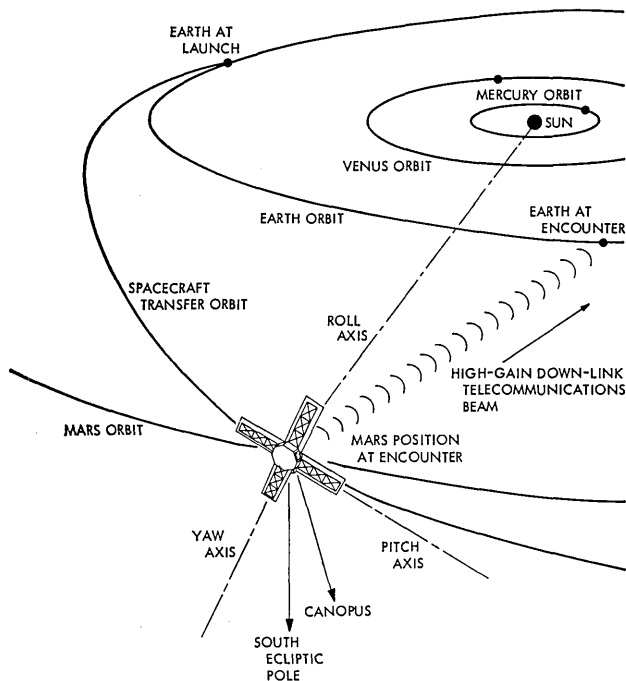 EARTH AT
LAUNCH
MERCURY ORBIT
SUN
VENUS ORBIT
EARTH ORBIT
EARTH AT
ENCOUNTER
SPACECRAFT
TRANSFER ORBIT
ROLL
AXIS
HIGH-GAIN DOWN-LINK
TELECOMMUNICATIONS
BEAM
MARS ORBIT
MARS POSITION
AT ENCOUNTER
YAW
AXIS
PITCH
AXIS
CANOPUS
SOUTH
ECLIPTIC
POLE